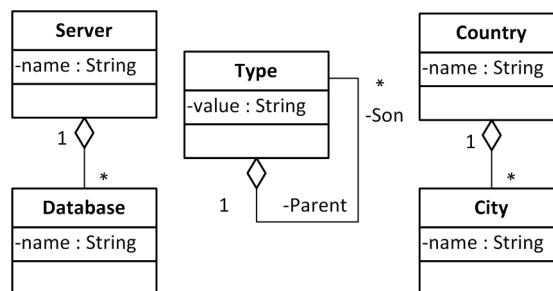 Server
-name : String
1
*
Database
-name : String
Type
-value : String
*
-Son
1
-Parent
Country
-name : String
1
*
City
-name : String